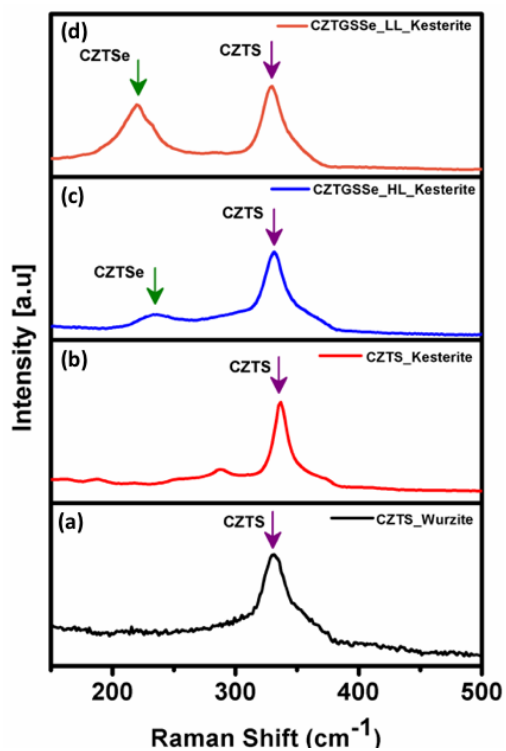 (d)
CZTGSSe_LL_Kesterite
CZTSe
CZTS
(c)
CZTGSSe_HL_Kesterite
CZTS
CZTSe
(b)
CZTS_Kesterite
CZTS
(a)
CZTS_Wurzite
CZTS
Intensity [a.u]
200 300 400 500
Raman Shift (cm⁻¹)